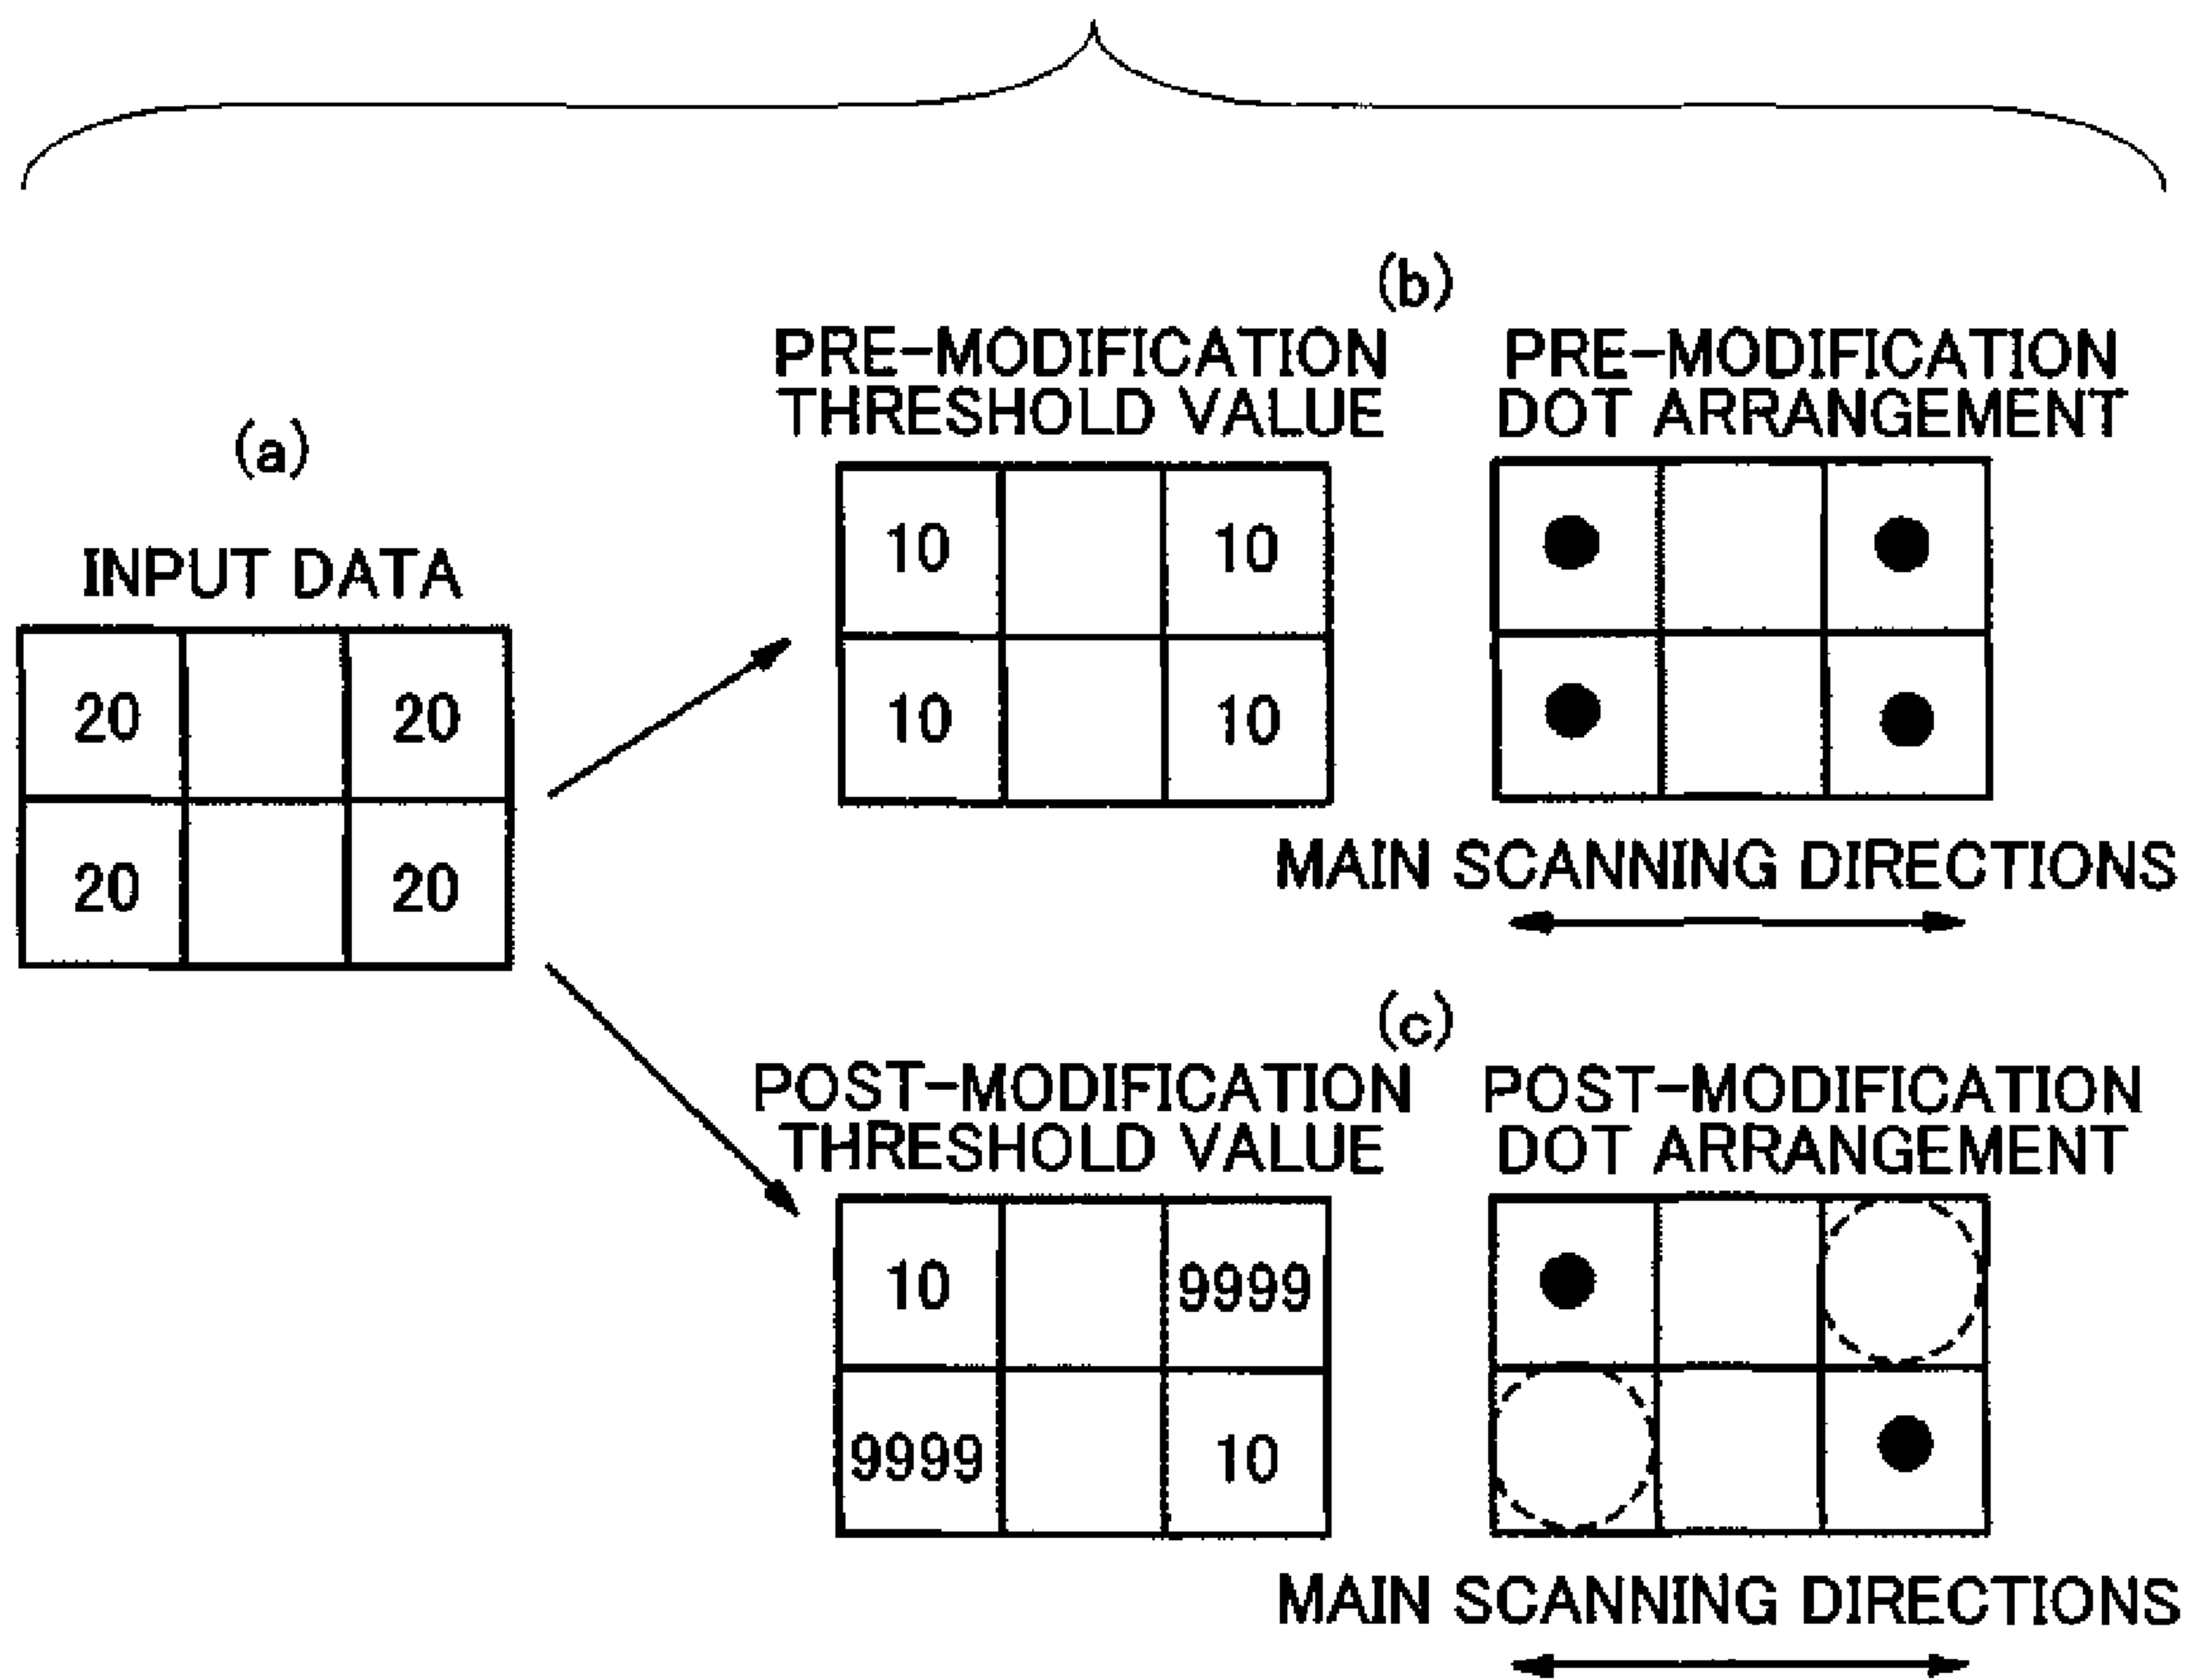 (a)
INPUT DATA
20 20
20 20
(b)
PRE-MODIFICATION
THRESHOLD VALUE
10 10
10 10
PRE-MODIFICATION
DOT ARRANGEMENT
MAIN SCANNING DIRECTIONS
(c)
POST-MODIFICATION
THRESHOLD VALUE
10 9999
9999 10
POST-MODIFICATION
DOT ARRANGEMENT
MAIN SCANNING DIRECTIONS